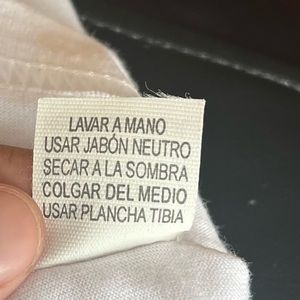 LAVAR A MANO
USAR JABÓN NEUTRO
SECAR A LA SOMBRA
COLGAR DEL MEDIO
USAR PLANCHA TIBIA